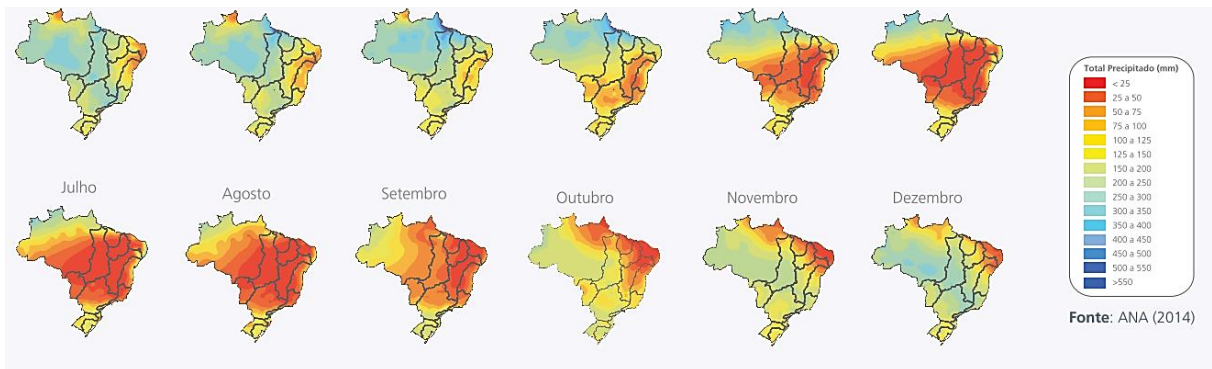 Total Precipitado (mm)
< 25
25 a 50
50 a 75
75 a 100
100 a 125
125 a 150
150 a 200
200 a 250
250 a 300
300 a 350
350 a 400
400 a 450
450 a 500
500 a 550
>550
Julho
Agosto
Setembro
Outubro
Novembro
Dezembro
Fonte: ANA (2014)